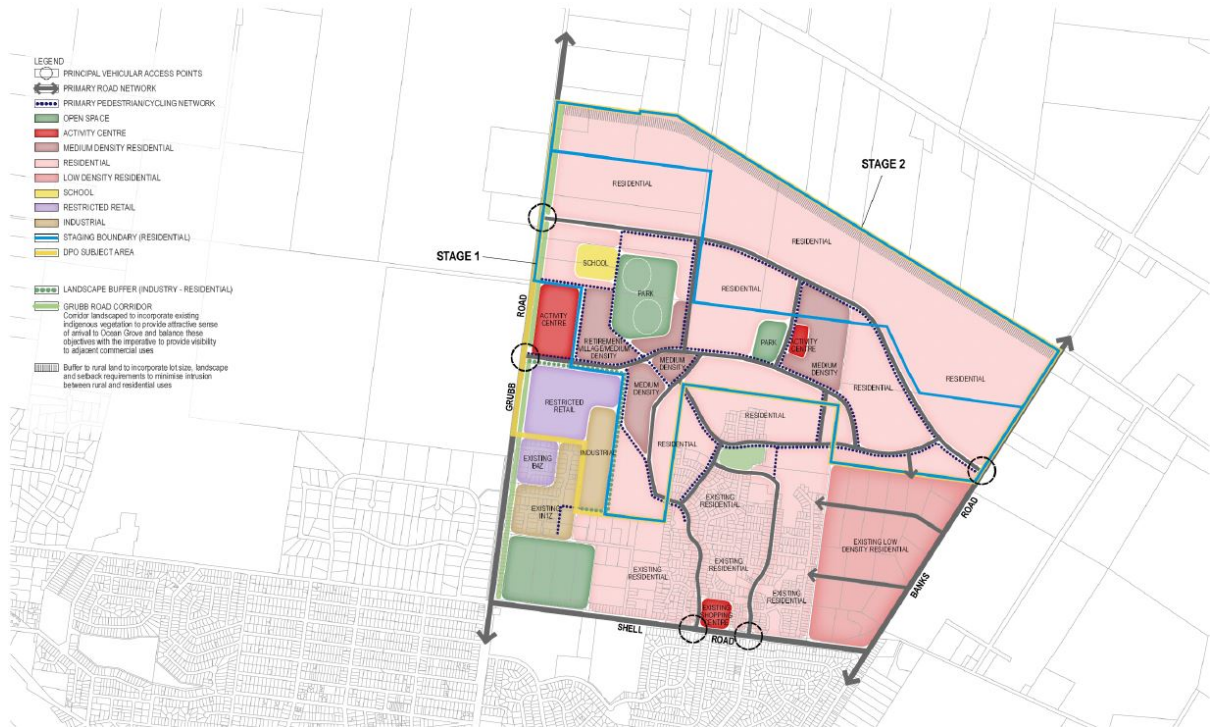 LEGEND
PRINCIPAL VEHICULAR ACCESS POINTS
PRIMARY ROAD NETWORK
PRIMARY PEDESTRIAN/CYCLING NETWORK
OPEN SPACE
ACTIVITY CENTRE
MEDIUM DENSITY RESIDENTIAL
RESIDENTIAL
LOW DENSITY RESIDENTIAL
SCHOOL
RESTRICTED RETAIL
INDUSTRIAL
STAGING BOUNDARY (RESIDENTIAL)
DPO SUBJECT AREA
LANDSCAPE BUFFER (INDUSTRY - RESIDENTIAL)
GRUBB ROAD CORRIDOR
Corridor landscaped to incorporate existing
indigenous vegetation to provide attractive sense
of arrival to Ocean Grove and balance these
objectives with the imperative to provide visibility
to adjacent commercial uses
Buffer to rural land to incorporate lot size, landscape
and setback requirements to minimise intrusion
between rural and residential uses
STAGE 2
RESIDENTIAL
RESIDENTIAL
STAGE 1
SCHOOL
PARK
RESIDENTIAL
ROAD
ACTIVITY
CENTRE
RETIREMENT
VILLAGE/MEDIUM
DENSITY
PARK
ACTIVITY
CENTRE
MEDIUM
DENSITY
MEDIUM
DENSITY
RESIDENTIAL
RESIDENTIAL
MEDIUM
DENSITY
GRUBB
RESTRICTED
RETAIL
RESIDENTIAL
RESIDENTIAL
INDUSTRIAL
EXISTING
IB4Z
EXISTING
IN1Z
EXISTING
RESIDENTIAL
ROAD
EXISTING LOW
DENSITY RESIDENTIAL
EXISTING
RESIDENTIAL
EXISTING
RESIDENTIAL
EXISTING
RESIDENTIAL
BANKS
EXISTING
SHOPPING
CENTRE
SHELL
ROAD